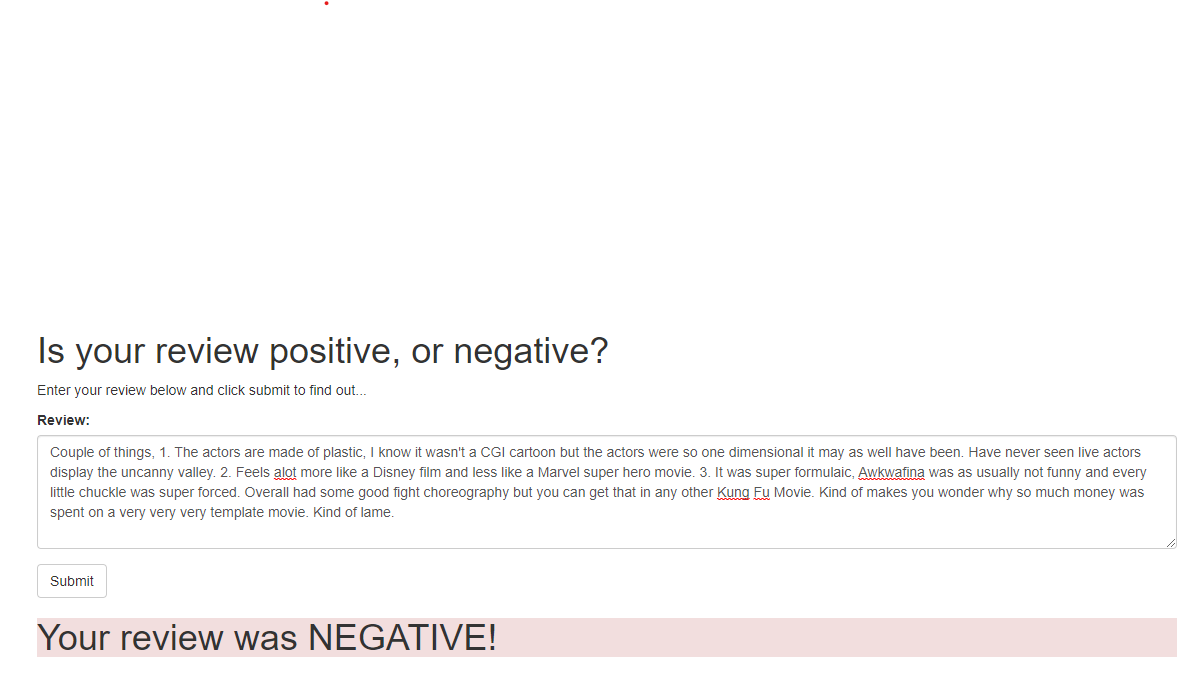 Is your review positive, or negative?
Enter your review below and click submit to find out...
Review:
Couple of things, 1. The actors are made of plastic, I know it wasn't a CGI cartoon but the actors were so one dimensional it may as well have been. Have never seen live actors
display the uncanny valley. 2. Feels alot more like a Disney film and less like a Marvel super hero movie. 3. It was super formulaic, Awkwafina was as usually not funny and every
little chuckle was super forced. Overall had some good fight choreography but you can get that in any other Kung Fu Movie. Kind of makes you wonder why so much money was
spent on a very very very template movie. Kind of lame.
Submit
Your review was NEGATIVE!